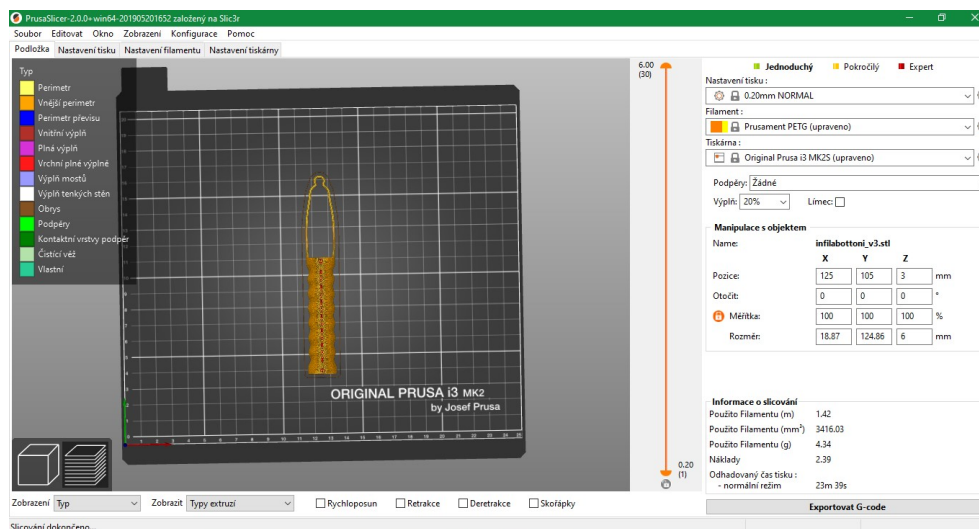 PrusaSlicer-2.0.0+win64-201905201652 založený na Slic3r
Soubor Editovat Okno Zobrazení Konfigurace Pomoc
Podložka Nastavení tisku Nastavení filamentu Nastavení tiskárny
Typ
Perimetr
Vnější perimetr
Perimetr převisu
Vnitřní výplň
Plná výplň
Vrchní plné výplně
Výplň mostů
Výplň tenkých stěn
Obrys
Podpěry
Kontaktní vrstvy podpěr
Čistící věž
Vlastní
ORIGINAL PRUSA i3 MK2
by Josef Prusa
6.00
(30)
0.20
(1)
Jednoduchý Pokročilý Expert
Nastavení tisku :
0.20mm NORMAL
Filament :
Prusament PETG (upraveno)
Tiskárna :
Original Prusa i3 MK2S (upraveno)
Podpěry: Žádné
Výplň: 20% Límec:
Manipulace s objektem
Name: infilabottoni_v3.stl
X Y Z
Pozice: 125 105 3 mm
Otočit: 0 0 0 °
Měřítka: 100 100 100 %
Rozměr: 18.87 124.86 6 mm
Informace o slicování
Použito Filamentu (m) 1.42
Použito Filamentu (mm³) 3416.03
Použito Filamentu (g) 4.34
Náklady 2.39
Odhadovaný čas tisku :
- normální režim 23m 39s
Exportovat G-code
Zobrazení Typ Zobrazit Typy extruzí Rychloposun Retrakce Deretrakce Skořápky
Slicování dokončeno...